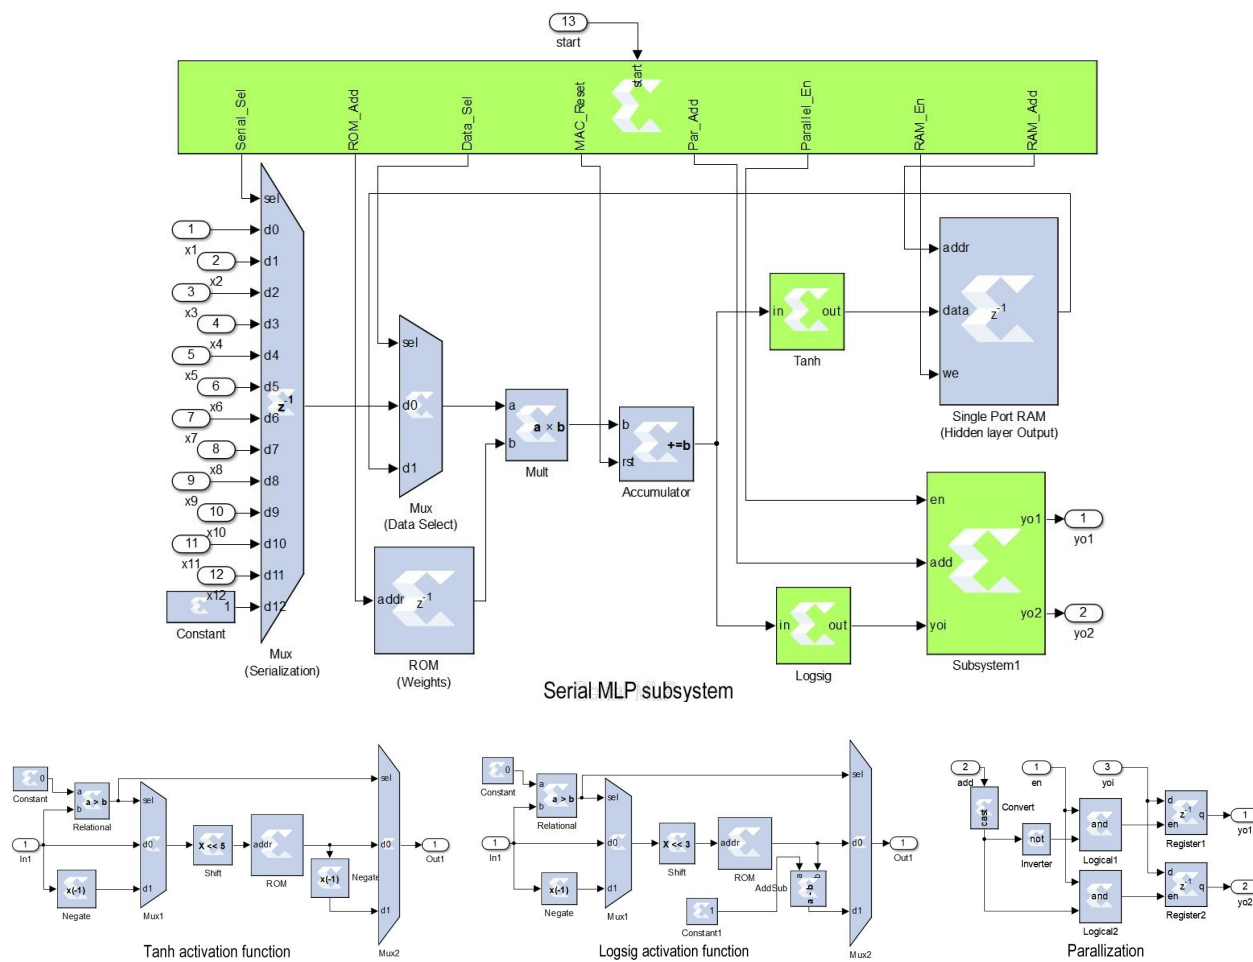 13
start
start
Serial_Sel
ROM_Add
Data_Sel
MAC_Reset
Par_Add
Parallel_En
RAM_En
RAM_Add
sel
1
d0
x1
2
d1
x2
3
d2
x3
4
d3
x4
5
d4
x5
6
d5
x6
7
d6
x7
8
d7
x8
9
d8
x9
10
d9
x10
11
d10
x11
12
d11
x12
1
d12
z-1
Constant
Mux
(Serialization)
sel
d0
d1
Mux
(Data Select)
addr
z-1
ROM
(Weights)
a
b
a × b
Mult
b
rst
+=b
Accumulator
in
out
Tanh
addr
data
we
z-1
Single Port RAM
(Hidden layer Output)
in
out
Logsig
en
add
yoi
yo1
yo2
Subsystem1
1
yo1
2
yo2
Serial MLP subsystem
0
Constant
a
b
a > b
Relational
1
In1
x(-1)
Negate
sel
d0
d1
Mux1
X << 5
Shift
addr
ROM
x(-1)
Negate
sel
d0
d1
Mux2
1
Out1
Tanh activation function
0
Constant
a
b
a > b
Relational
1
In1
x(-1)
Negate
sel
d0
d1
Mux1
X << 3
Shift
addr
ROM
1
Constant1
a
b
a - b
AddSub
sel
d0
d1
Mux2
1
Out1
Logsig activation function
2
add
1
en
3
yoi
cast
Convert
not
Inverter
and
Logical1
and
Logical2
d
en
z-1
q
Register1
d
en
z-1
q
Register2
1
yo1
2
yo2
Parallization